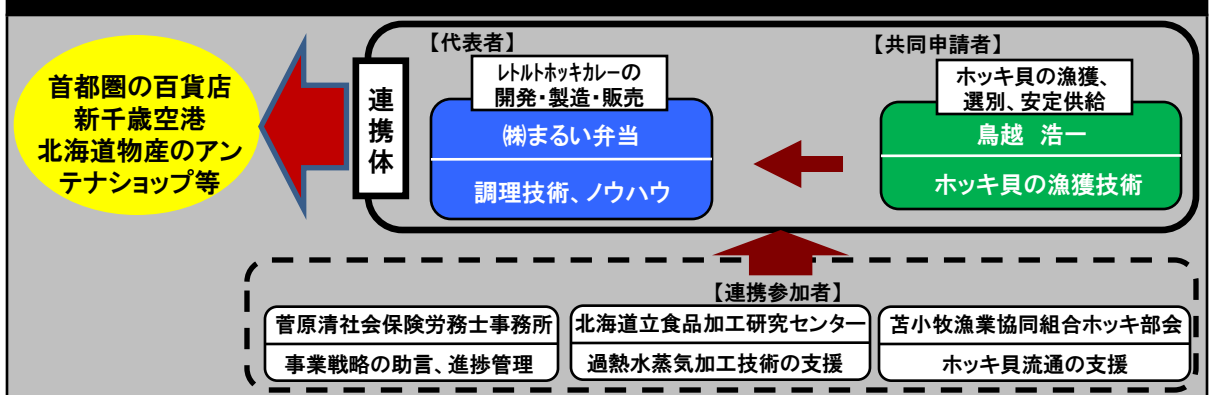 首都圏の百貨店
新千歳空港
北海道物産のアン
テナショップ等
連携体
【代表者】
レトルトホッキカレーの
開発・製造・販売
㈱まるい弁当
調理技術、ノウハウ
【共同申請者】
ホッキ貝の漁獲、
選別、安定供給
鳥越 浩一
ホッキ貝の漁獲技術
【連携参加者】
菅原清社会保険労務士事務所
事業戦略の助言、進捗管理
北海道立食品加工研究センター
過熱水蒸気加工技術の支援
苫小牧漁業協同組合ホッキ部会
ホッキ貝流通の支援